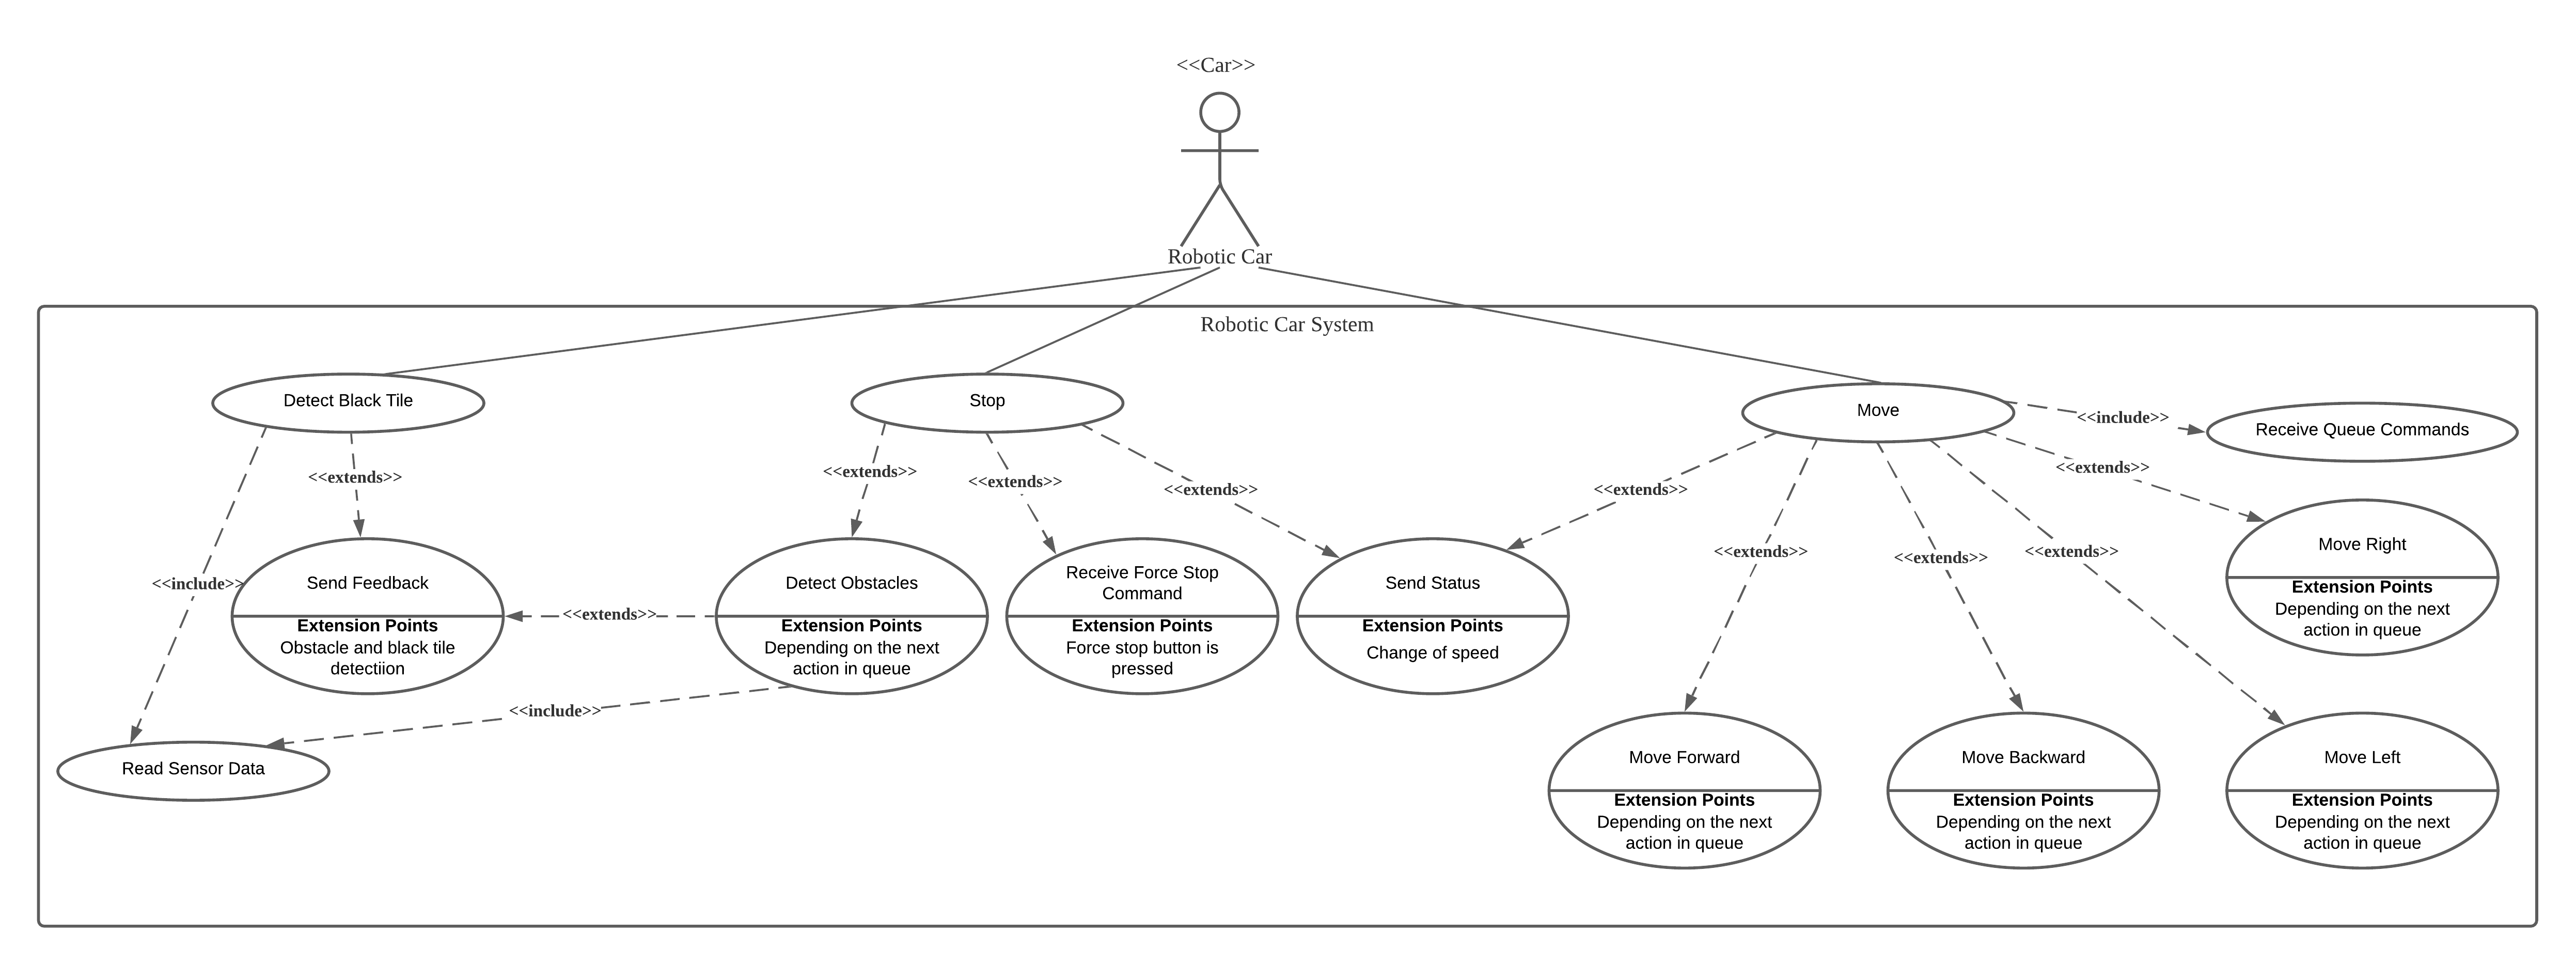 <<Car>>
Robotic Car
Robotic Car System
Detect Black Tile
Stop
Move
<<include>>
Receive Queue Commands
<<extends>>
<<extends>>
<<extends>>
<<extends>>
<<extends>>
<<extends>>
<<extends>>
<<extends>>
<<extends>>
<<include>>
Send Feedback
Extension Points
Obstacle and black tile
detectiion
<<extends>>
Detect Obstacles
Extension Points
Depending on the next
action in queue
Receive Force Stop
Command
Extension Points
Force stop button is
pressed
Send Status
Extension Points
Change of speed
Move Right
Extension Points
Depending on the next
action in queue
<<include>>
Read Sensor Data
Move Forward
Extension Points
Depending on the next
action in queue
Move Backward
Extension Points
Depending on the next
action in queue
Move Left
Extension Points
Depending on the next
action in queue